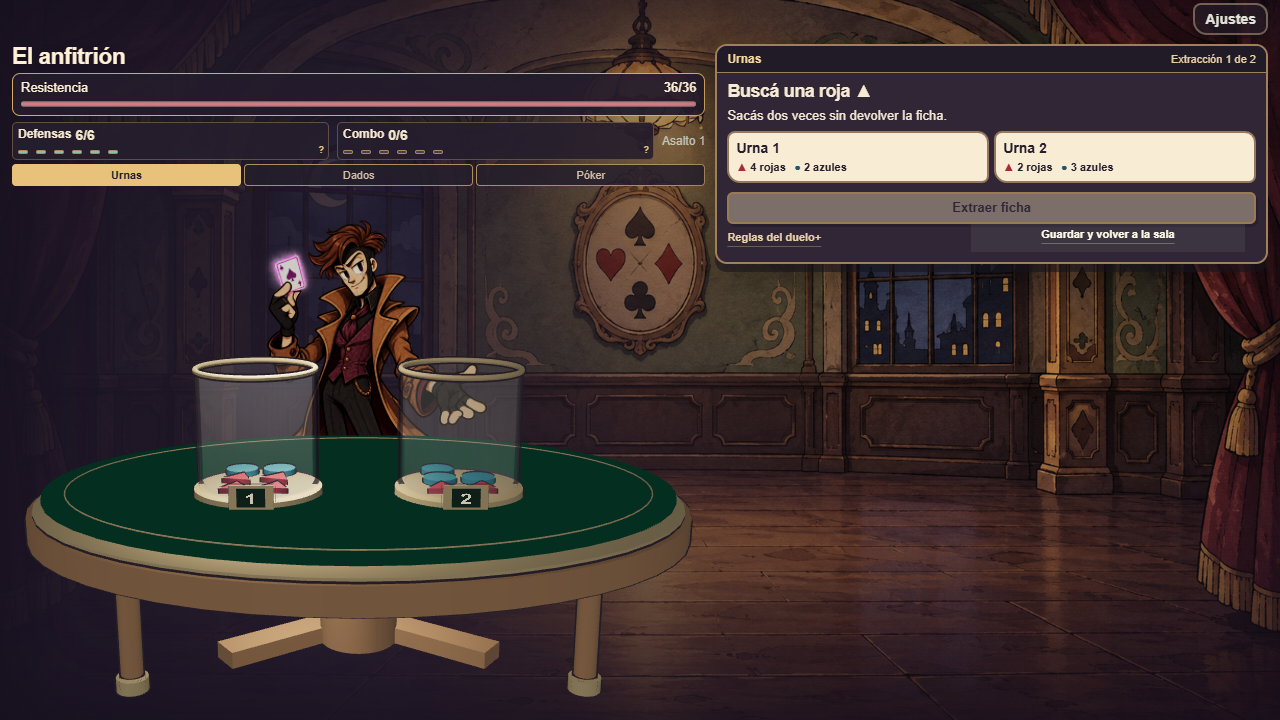 Ajustes
El anfitrión
Resistencia 36/36
Defensas 6/6 ?
Combo 0/6 ?
Asalto 1
Urnas Dados Póker
Urnas Extracción 1 de 2
Buscá una roja ▲
Sacás dos veces sin devolver la ficha.
Urna 1
▲ 4 rojas ● 2 azules
Urna 2
▲ 2 rojas ● 3 azules
Extraer ficha
Reglas del duelo+
Guardar y volver a la sala
1
2